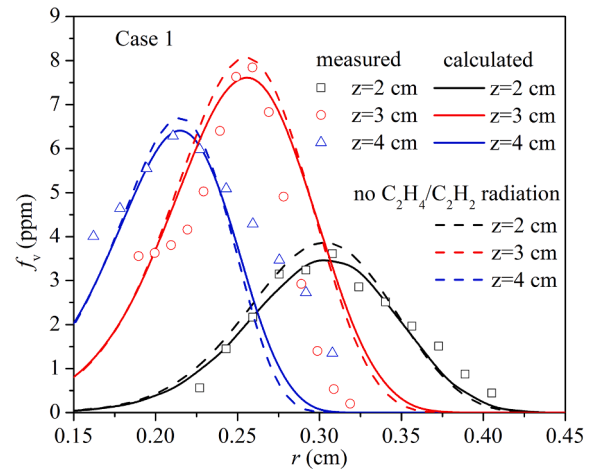 9
8
7
6
5
4
3
2
1
0
f_v (ppm)
Case 1
measured calculated
z=2 cm z=2 cm
z=3 cm z=3 cm
z=4 cm z=4 cm
no C₂H₄/C₂H₂ radiation
z=2 cm
z=3 cm
z=4 cm
0.15 0.20 0.25 0.30 0.35 0.40 0.45
r (cm)